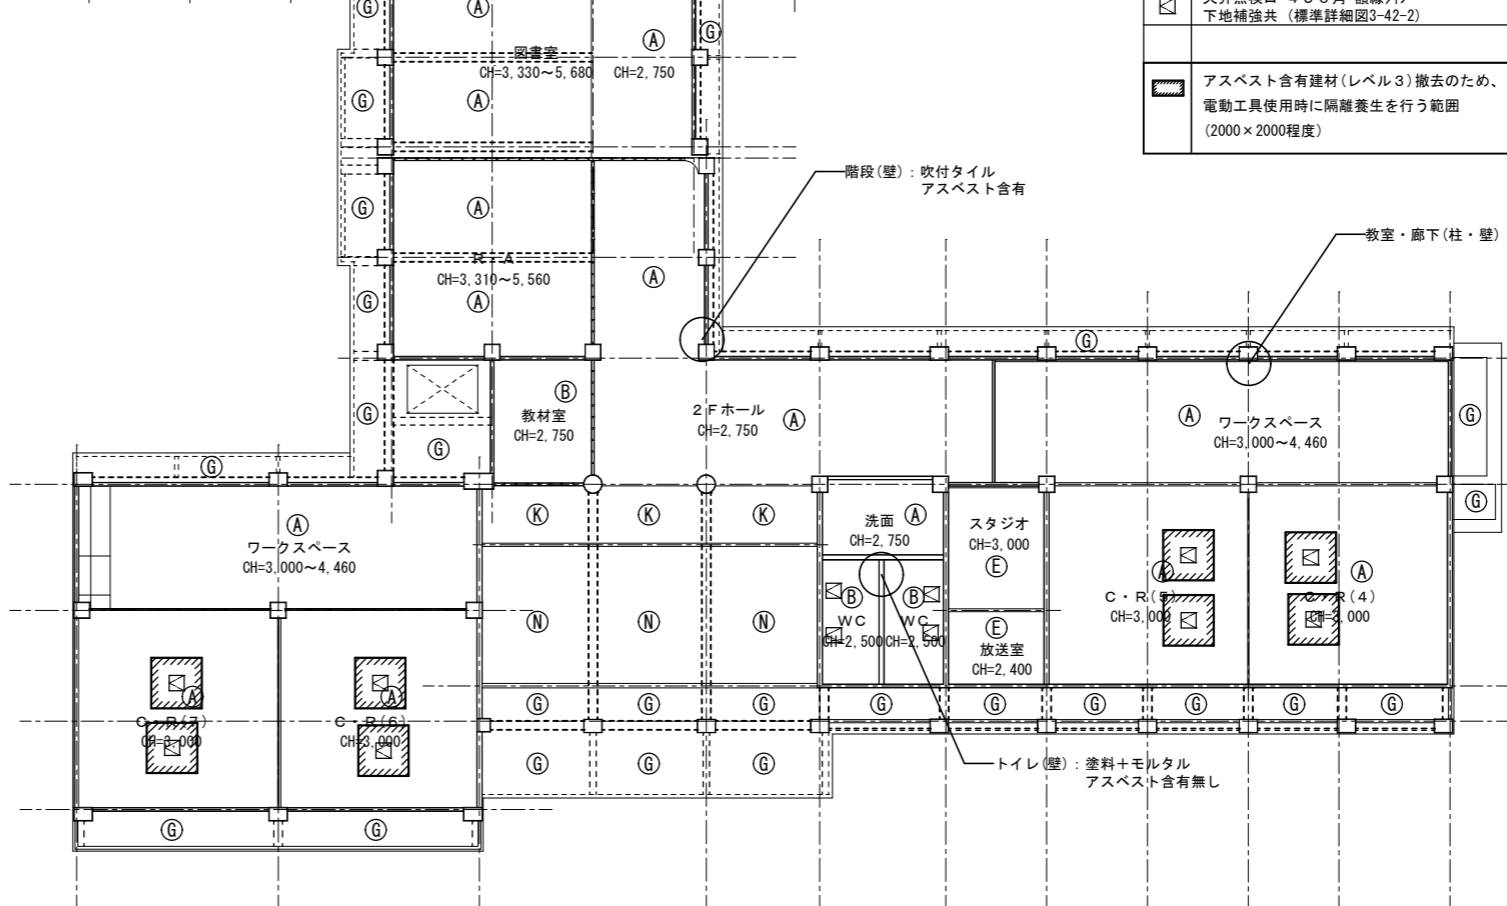 下地補強共 (標準詳細図3-42-2)
アスベスト含有建材(レベル3)撤去のため、
電動工具使用時に隔離養生を行う範囲
(2000×2000程度)
G
A
A
G
図書室
CH=3,330～5,680
CH=2,750
G
A
階段(壁)：吹付タイル
アスベスト含有
G
A
教室・廊下(柱・壁)
R・A
CH=3,310～5,560
A
A
G
G
B
教材室
CH=2,750
2Fホール
CH=2,750
A
A
ワークスペース
CH=3,000～4,460
G
G
G
G
G
A
ワークスペース
CH=3,000～4,460
K
K
K
洗面
A
CH=2,750
スタジオ
CH=3,000
E
A
C・R(5)
CH=3,000
A
C・R(4)
CH=3,000
N
N
N
B
WC
CH=2,500
B
WC
CH=2,500
E
放送室
CH=2,400
A
C・R(7)
CH=3,000
A
C・R(6)
CH=3,000
G
G
G
G
G
G
G
G
G
G
G
G
トイレ(壁)：塗料+モルタル
アスベスト含有無し
G
G